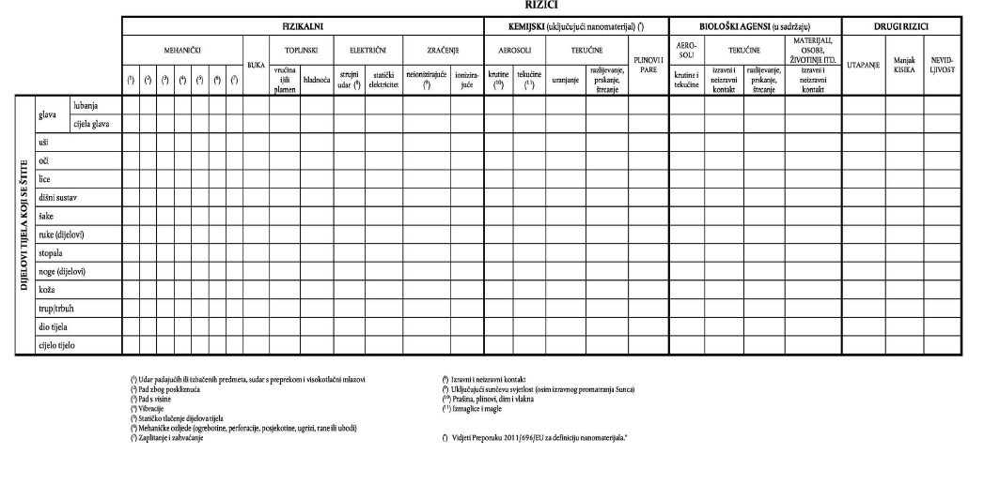 RIZICI
FIZIKALNI
KEMIJSKI (uključujući nanomaterijal) (*)
BIOLOŠKI AGENSI (u sadržaju)
DRUGI RIZICI
MEHANIČKI
BUKA
TOPLINSKI
ELEKTRIČNI
ZRAČENJE
AEROSOLI
TEKUĆINE
PLINOVI I
PARE
AERO-
SOLI
TEKUĆINE
MATERIJALI,
OSOBE,
ŽIVOTINJE ITD.
UTAPANJE
Manjak
KISIKA
NEVID-
LJIVOST
(1) (2) (3) (4) (5) (6) (7)
vrućina
i/ili
plamen
hladnoća
strujni
udar (8)
statički
elektricitet
neionizirajuće
(9)
ionizira-
juće
krutine
(10)
tekućine
(11)
uranjanje
razlijevanje,
prskanje,
štrcanje
krutine i
tekućine
izravni i
neizravni
kontakt
razlijevanje,
prskanje,
štrcanje
izravni i
neizravni
kontakt
DIJELOVI TIJELA KOJI SE ŠTITE
glava
lubanja
cijela glava
uši
oči
lice
dišni sustav
šake
ruke (dijelovi)
stopala
noge (dijelovi)
koža
trup/trbuh
dio tijela
cijelo tijelo
(1) Udar padajućih ili izbačenih predmeta, sudar s preprekom i visokotlačni mlazovi
(2) Pad zbog poskliznuća
(3) Pad s visine
(4) Vibracije
(5) Statičko tlačenje dijelova tijela
(6) Mehaničke ozljede (ogrebotine, perforacije, posjekotine, ugrizi, rane ili ubodi)
(7) Zaplitanje i zahvaćanje
(8) Izravni i neizravni kontakt
(9) Uključujući sunčevu svjetlost (osim izravnog promatranja Sunca)
(10) Prašina, plinovi, dim i vlakna
(11) Izmaglice i magle
(*) Vidjeti Preporuku 2011/696/EU za definiciju nanomaterijala."